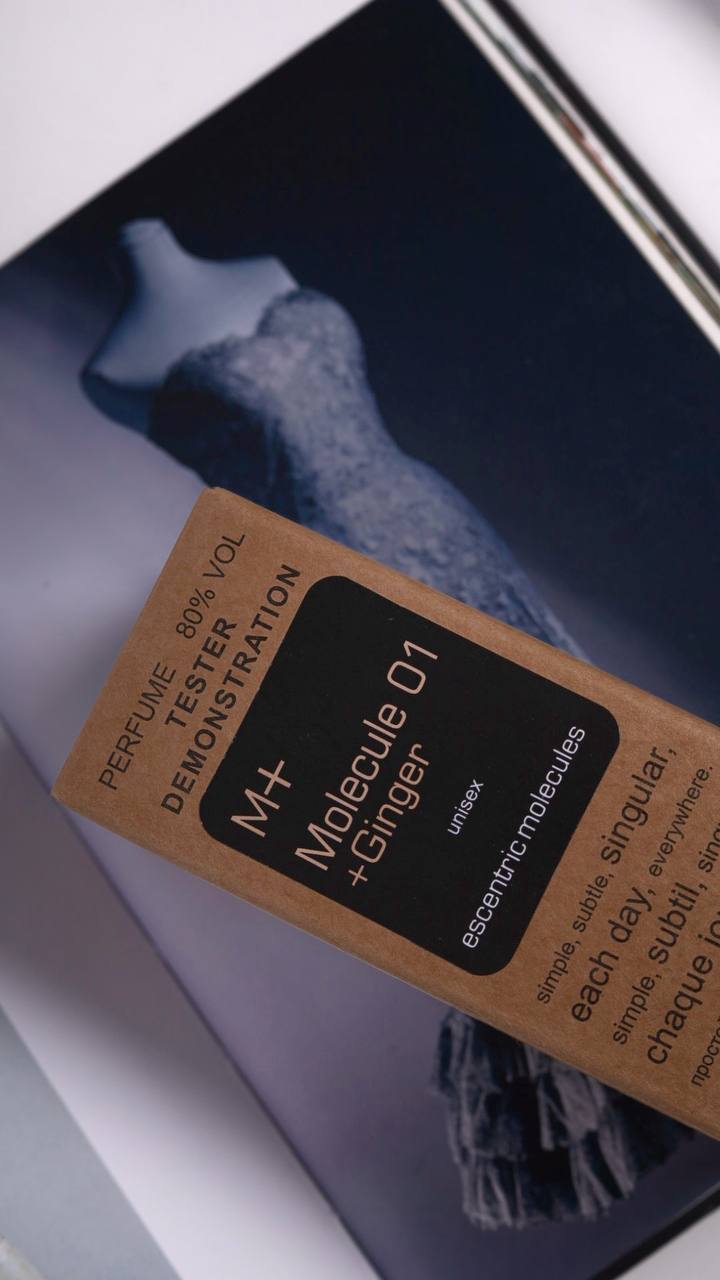 PERFUME 80% VOL
TESTER
DEMONSTRATION
M+
Molecule 01
+Ginger
unisex
escentric molecules
simple, subtle, singular,
each day, everywhere.
simple, subtil,
chaque